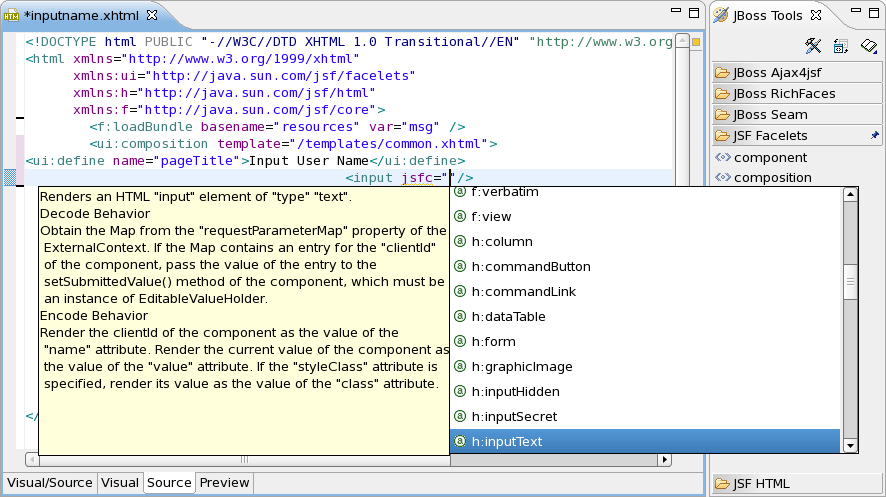 *inputname.xhtml
<!DOCTYPE html PUBLIC "-//W3C//DTD XHTML 1.0 Transitional//EN" "http://www.w3.org
<html xmlns="http://www.w3.org/1999/xhtml"
xmlns:ui="http://java.sun.com/jsf/facelets"
xmlns:h="http://java.sun.com/jsf/html"
xmlns:f="http://java.sun.com/jsf/core">
<f:loadBundle basename="resources" var="msg" />
<ui:composition template="/templates/common.xhtml">
<ui:define name="pageTitle">Input User Name</ui:define>
<input jsfc=""/>
Renders an HTML "input" element of "type" "text".
Decode Behavior
Obtain the Map from the "requestParameterMap" property of the
ExternalContext. If the Map contains an entry for the "clientId"
of the component, pass the value of the entry to the
setSubmittedValue() method of the component, which must be
an instance of EditableValueHolder.
Encode Behavior
Render the clientId of the component as the value of the
"name" attribute. Render the current value of the component as
the value of the "value" attribute. If the "styleClass" attribute is
specified, render its value as the value of the "class" attribute.
f:verbatim
f:view
h:column
h:commandButton
h:commandLink
h:dataTable
h:form
h:graphicImage
h:inputHidden
h:inputSecret
h:inputText
</
Visual/Source
Visual
Source
Preview
JBoss Tools
JBoss Ajax4jsf
JBoss RichFaces
JBoss Seam
JSF Facelets
component
composition
JSF HTML